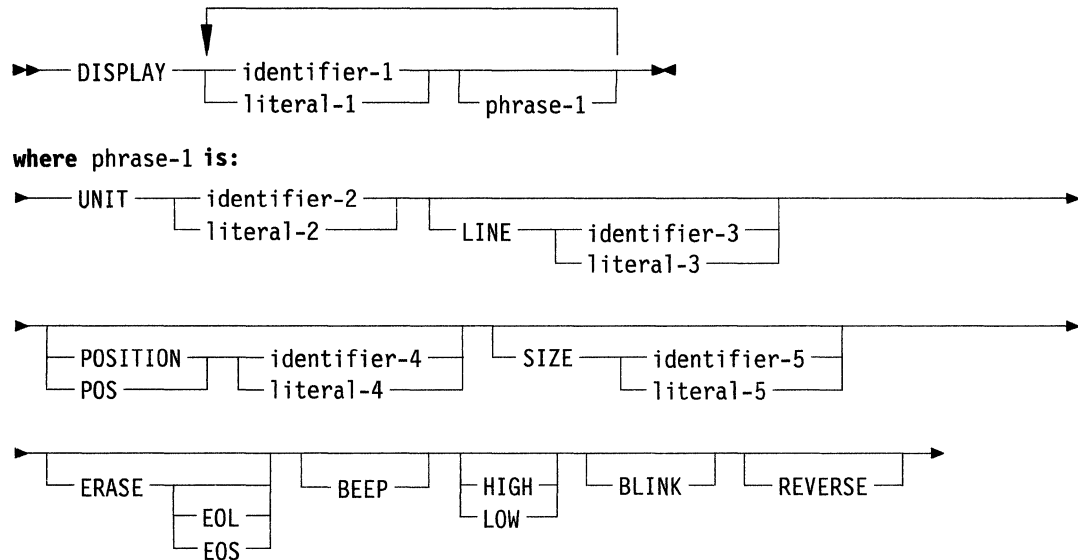 DISPLAY identifier-1
literal-1 phrase-1
where phrase-1 is:
UNIT identifier-2
literal-2 LINE identifier-3
literal-3
POSITION identifier-4 SIZE identifier-5
POS literal-4 literal-5
ERASE BEEP HIGH BLINK REVERSE
EOL LOW
EOS